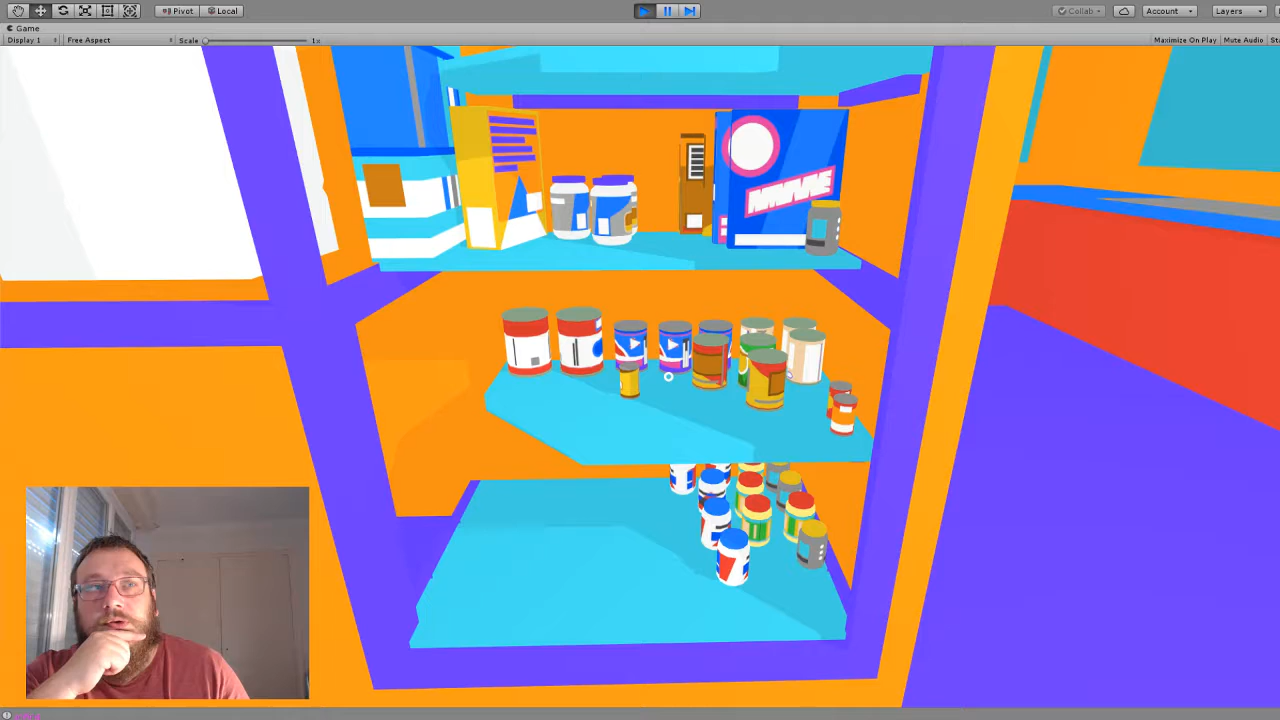 Pivot Local Collab Account Layers
Game
Display 1 Free Aspect Scale 1x Maximize On Play Mute Audio